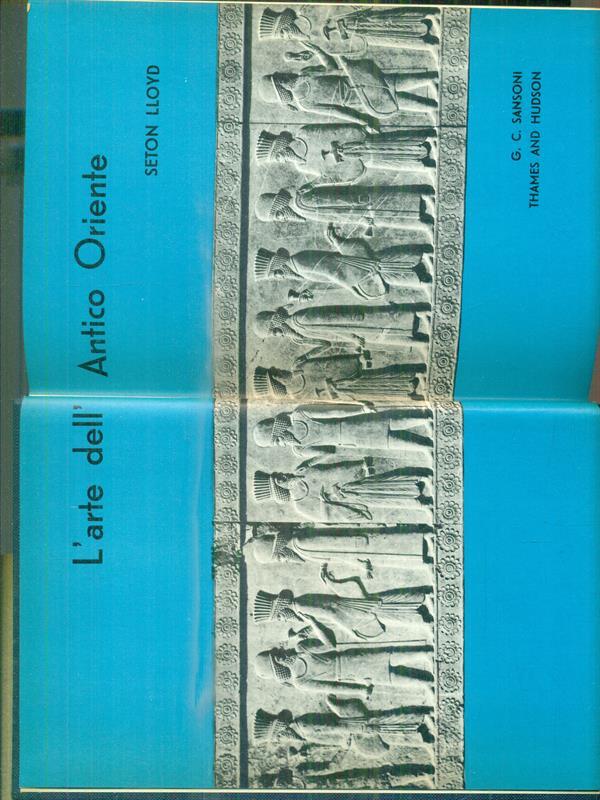 L'arte dell' Antico Oriente
SETON LLOYD
G. C. SANSONI
THAMES AND HUDSON